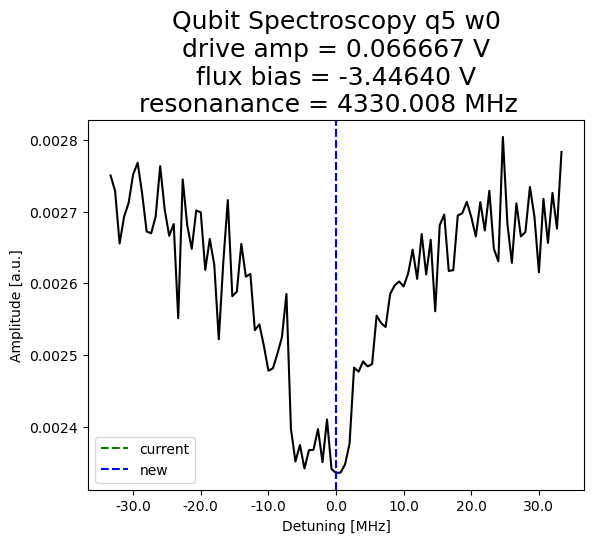 Qubit Spectroscopy q5 w0
drive amp = 0.066667 V
flux bias = -3.44640 V
resonanance = 4330.008 MHz
0.0028
0.0027
0.0026
0.0025
0.0024
Amplitude [a.u.]
current
new
-30.0 -20.0 -10.0 0.0 10.0 20.0 30.0
Detuning [MHz]